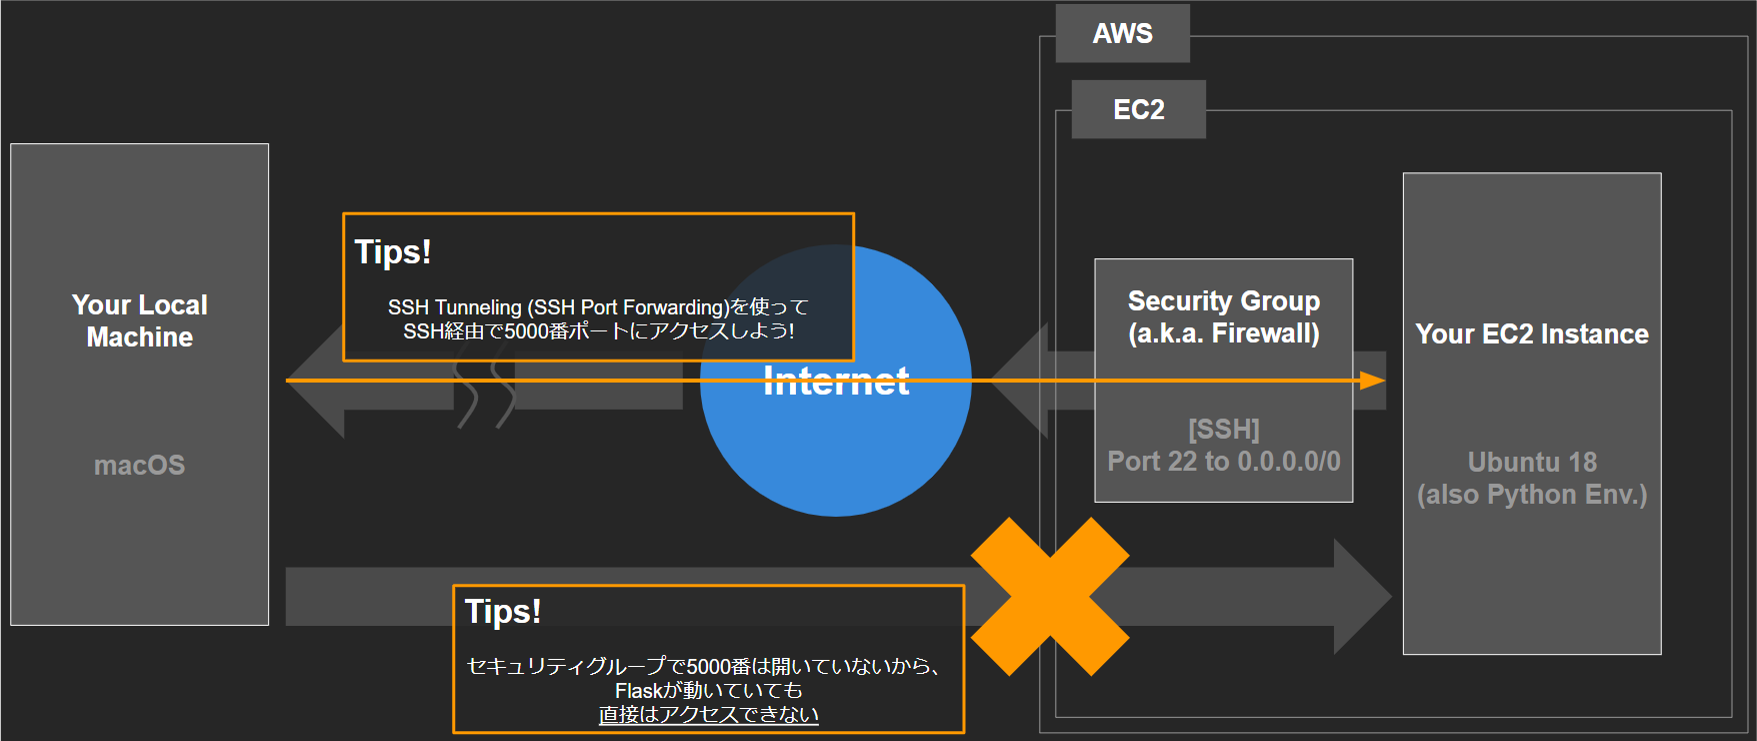 AWS
EC2
Your Local
Machine
macOS
Tips!
SSH Tunneling (SSH Port Forwarding)を使って
SSH経由で5000番ポートにアクセスしよう!
Internet
Security Group
(a.k.a. Firewall)
[SSH]
Port 22 to 0.0.0.0/0
Your EC2 Instance
Ubuntu 18
(also Python Env.)
Tips!
セキュリティグループで5000番は開いていないから、
Flaskが動いていても
直接はアクセスできない